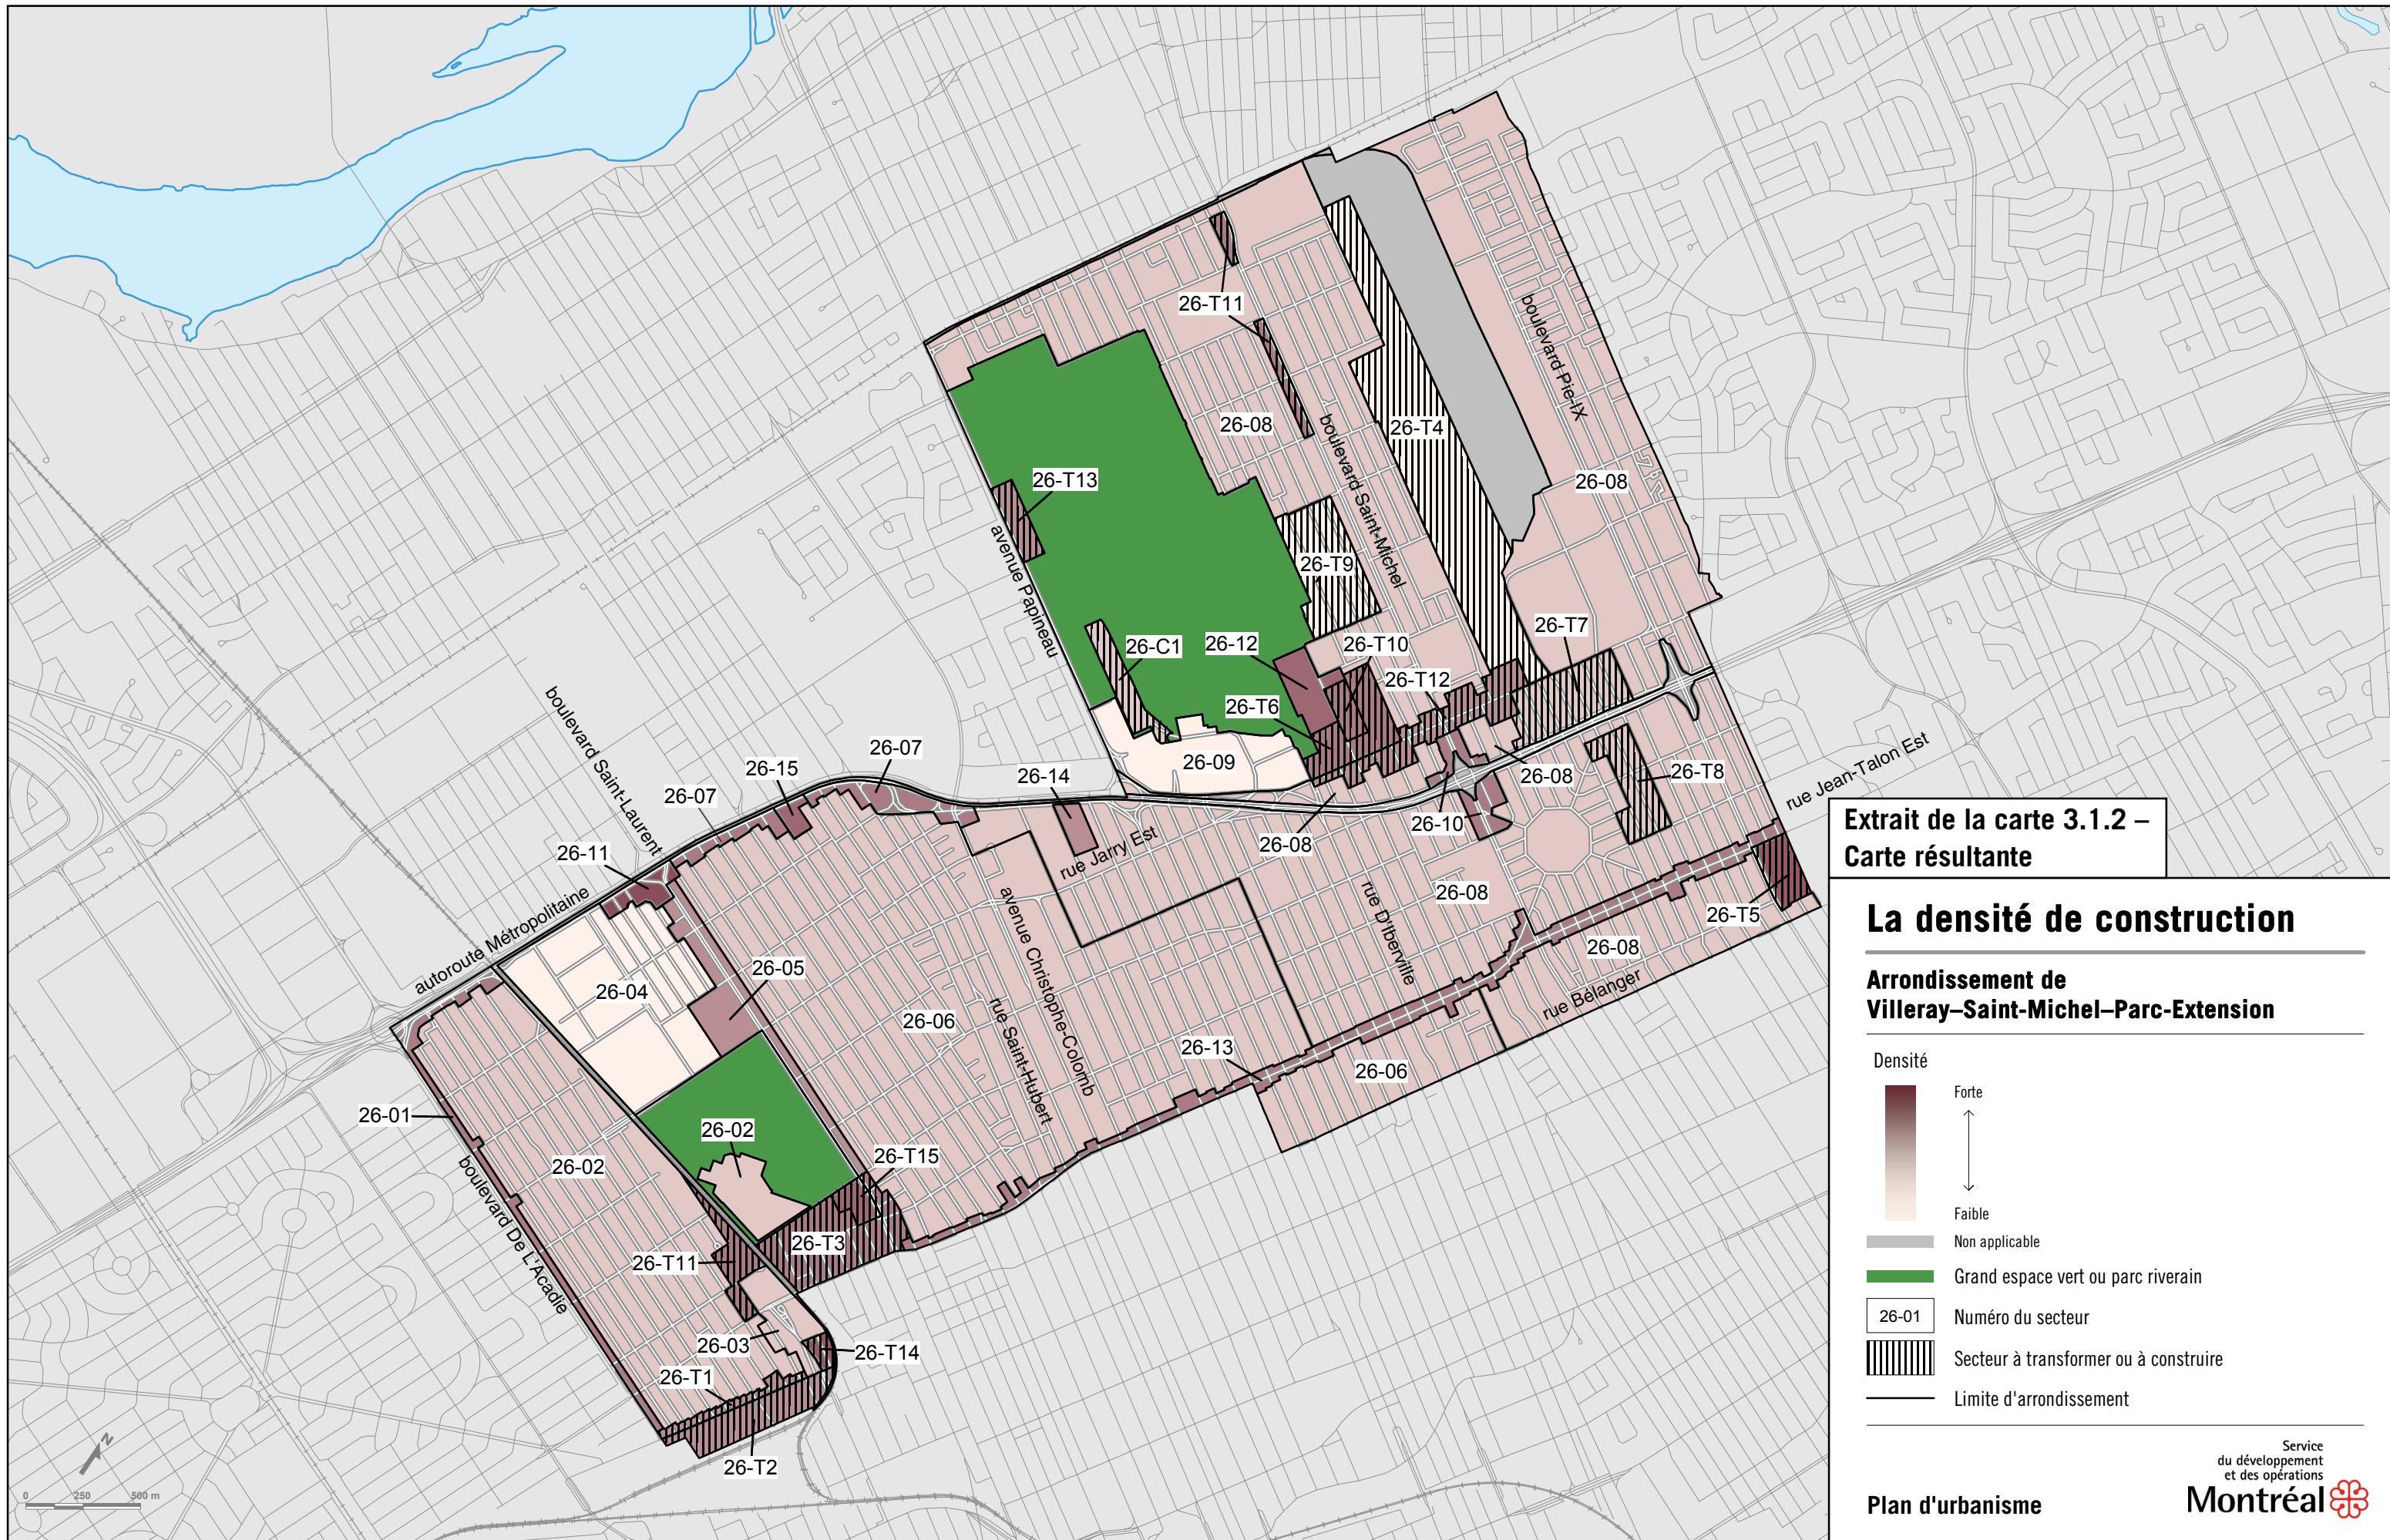 26-T11
boulevard Pie-IX
26-08
26-T4
boulevard Saint-Michel
26-T13
26-08
avenue Papineau
26-T9
26-T7
26-C1
26-12
26-T10
26-T12
26-T6
boulevard Saint-Laurent
26-07
26-09
26-14
26-08
26-T8
rue Jean-Talon Est
26-15
26-07
26-10
26-08
rue Jarry Est
26-11
autoroute Métropolitaine
avenue Christophe-Colomb
rue D'Iberville
26-08
26-T5
26-08
26-05
26-04
rue Bélanger
26-06
rue Saint-Hubert
26-13
26-06
26-01
26-02
26-02
26-T15
boulevard De L'Acadie
26-T11
26-T3
26-03
26-T14
26-T1
26-T2
N
0 250 500 m
Extrait de la carte 3.1.2 –
Carte résultante
La densité de construction
Arrondissement de
Villeray–Saint-Michel–Parc-Extension
Densité
Forte
Faible
Non applicable
Grand espace vert ou parc riverain
26-01 Numéro du secteur
Secteur à transformer ou à construire
Limite d'arrondissement
Service
du développement
et des opérations
Plan d'urbanisme
Montréal